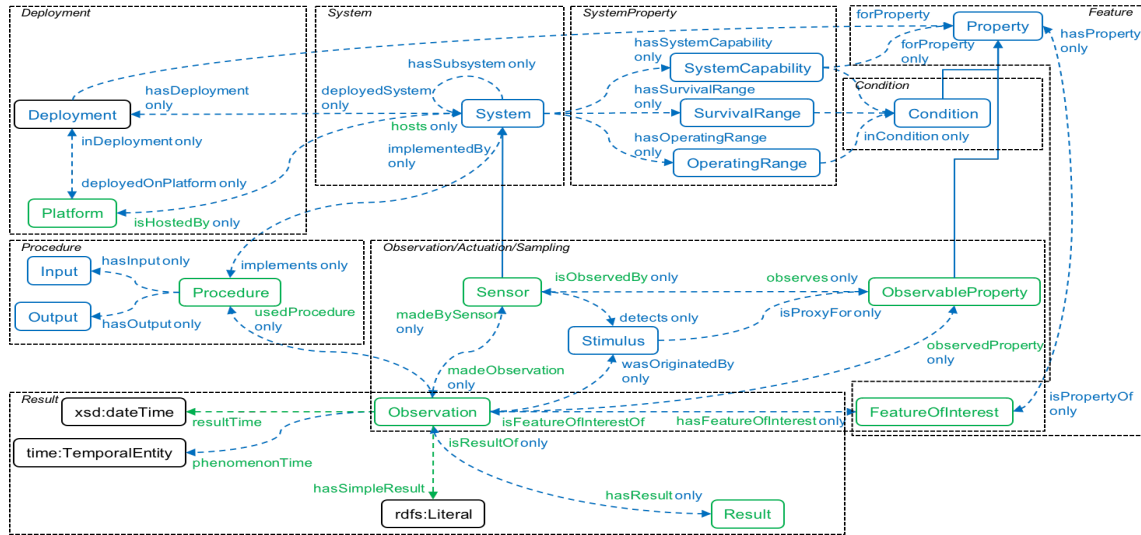 Deployment
System
SystemProperty
Feature
forProperty
Property
hasProperty
only
forProperty
only
hasSystemCapability
only
SystemCapability
hasSubsystem only
hasDeployment
only
deployedSystem
only
Deployment
System
hosts only
hasSurvivalRange
only
SurvivalRange
Condition
Condition
inCondition only
inDeployment only
implementedBy
only
hasOperatingRange
only
OperatingRange
deployedOnPlatform only
Platform
isHostedBy only
Procedure
Observation/Actuation/Sampling
hasInput only
Input
implements only
Procedure
Output
hasOutput only
usedProcedure
only
isObservedBy only
observes only
Sensor
ObservableProperty
madeBySensor
only
detects only
isProxyFor only
Stimulus
observedProperty
only
madeObservation
only
wasOriginatedBy
only
Result
xsd:dateTime
resultTime
Observation
isFeatureOfInterestOf
hasFeatureOfInterest only
FeatureOfInterest
isPropertyOf
only
isResultOf only
time:TemporalEntity
phenomenonTime
hasSimpleResult
rdfs:Literal
hasResult only
Result